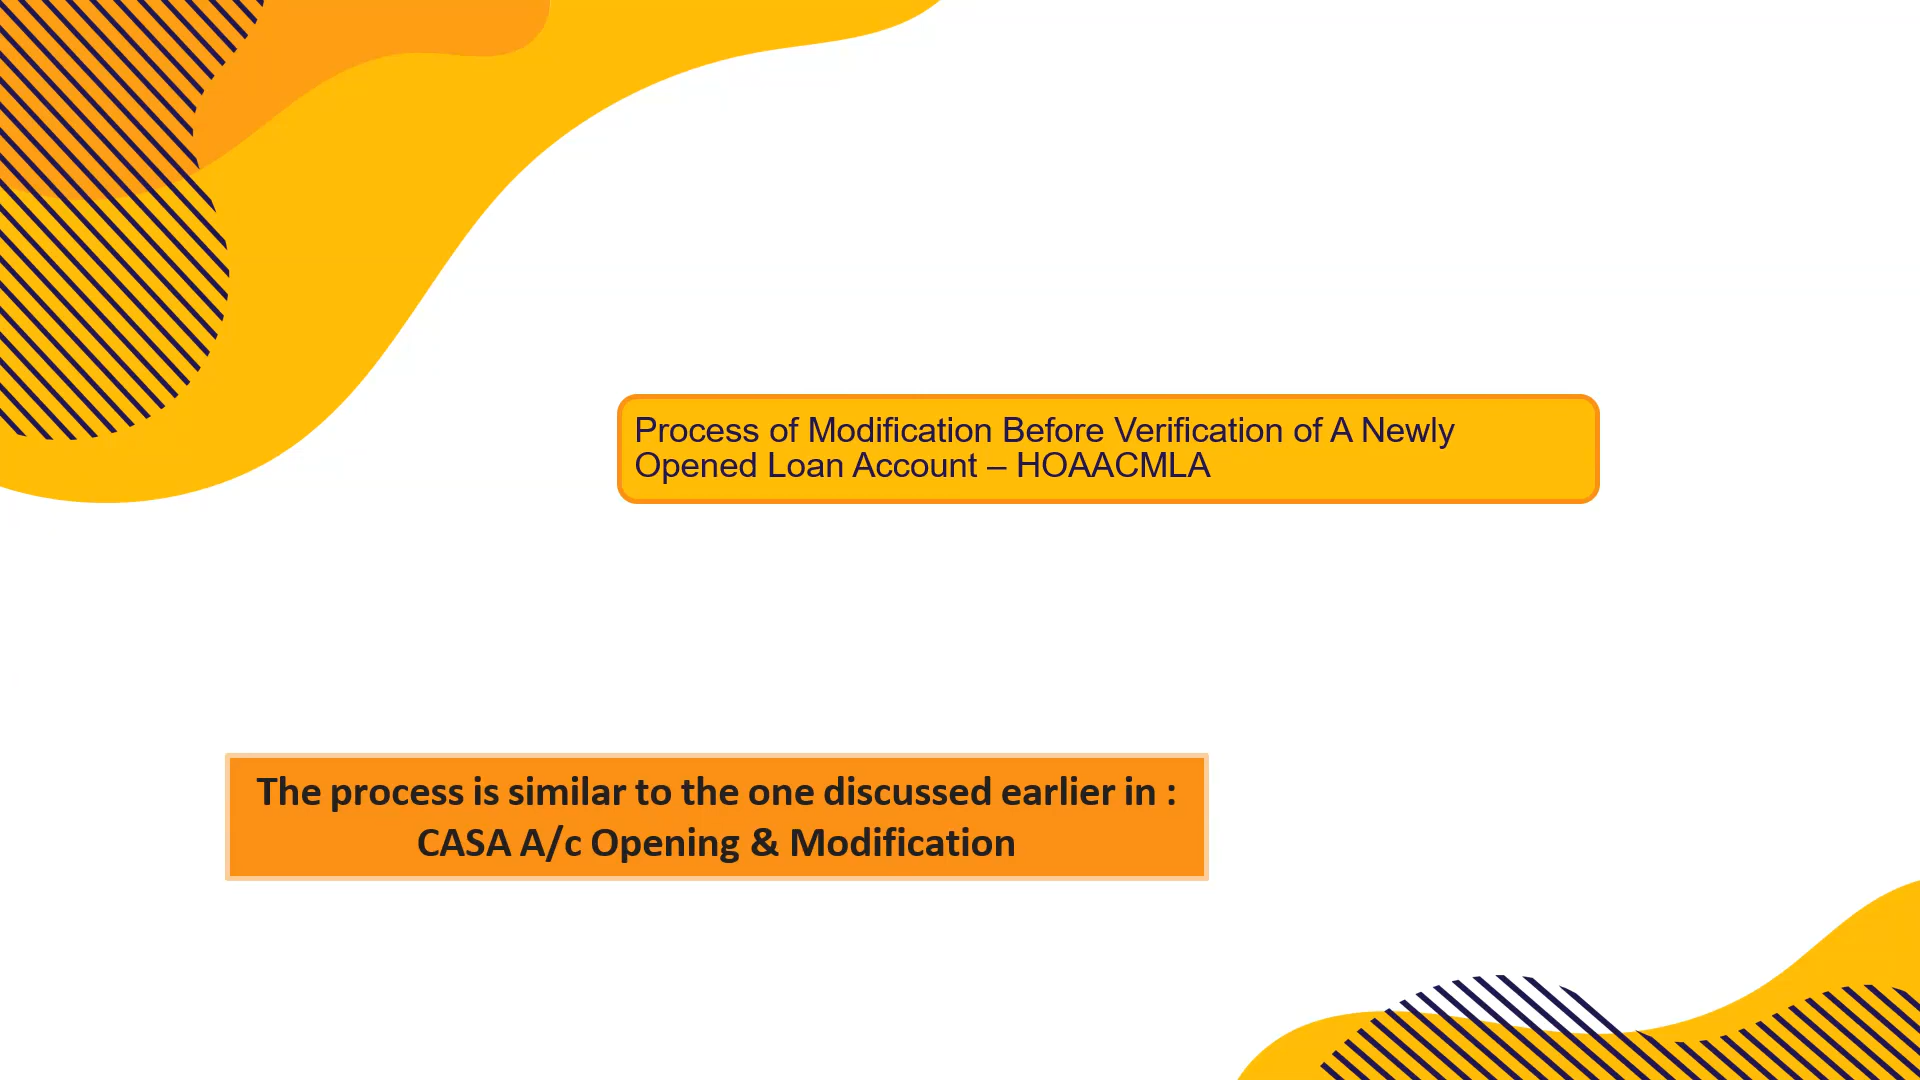 Process of Modification Before Verification of A Newly
Opened Loan Account – HOAACMLA
The process is similar to the one discussed earlier in :
CASA A/c Opening & Modification